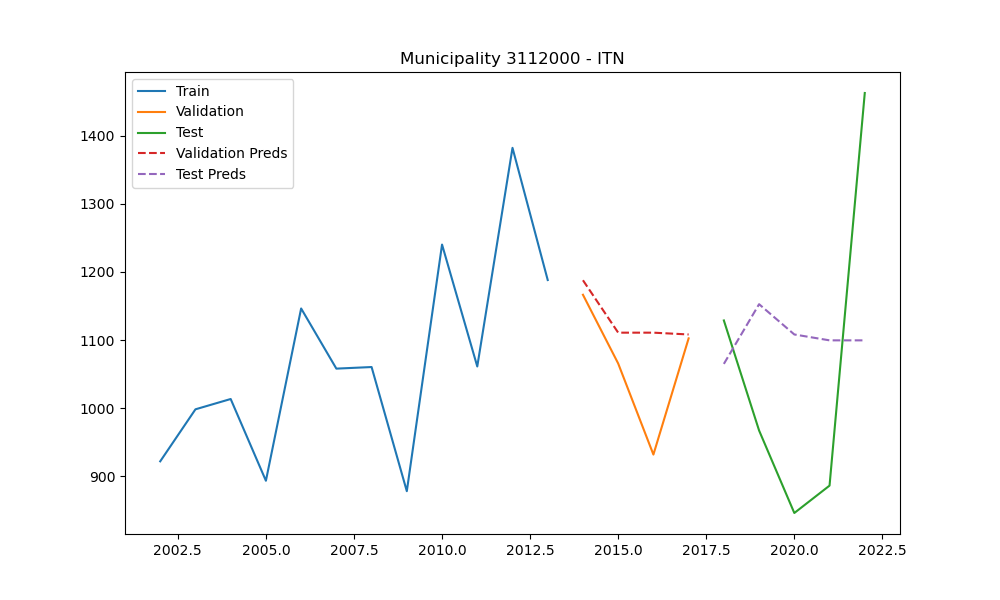 Municipality 3112000 - ITN
Train
Validation
Test
Validation Preds
Test Preds
1400
1300
1200
1100
1000
900
2002.5 2005.0 2007.5 2010.0 2012.5 2015.0 2017.5 2020.0 2022.5